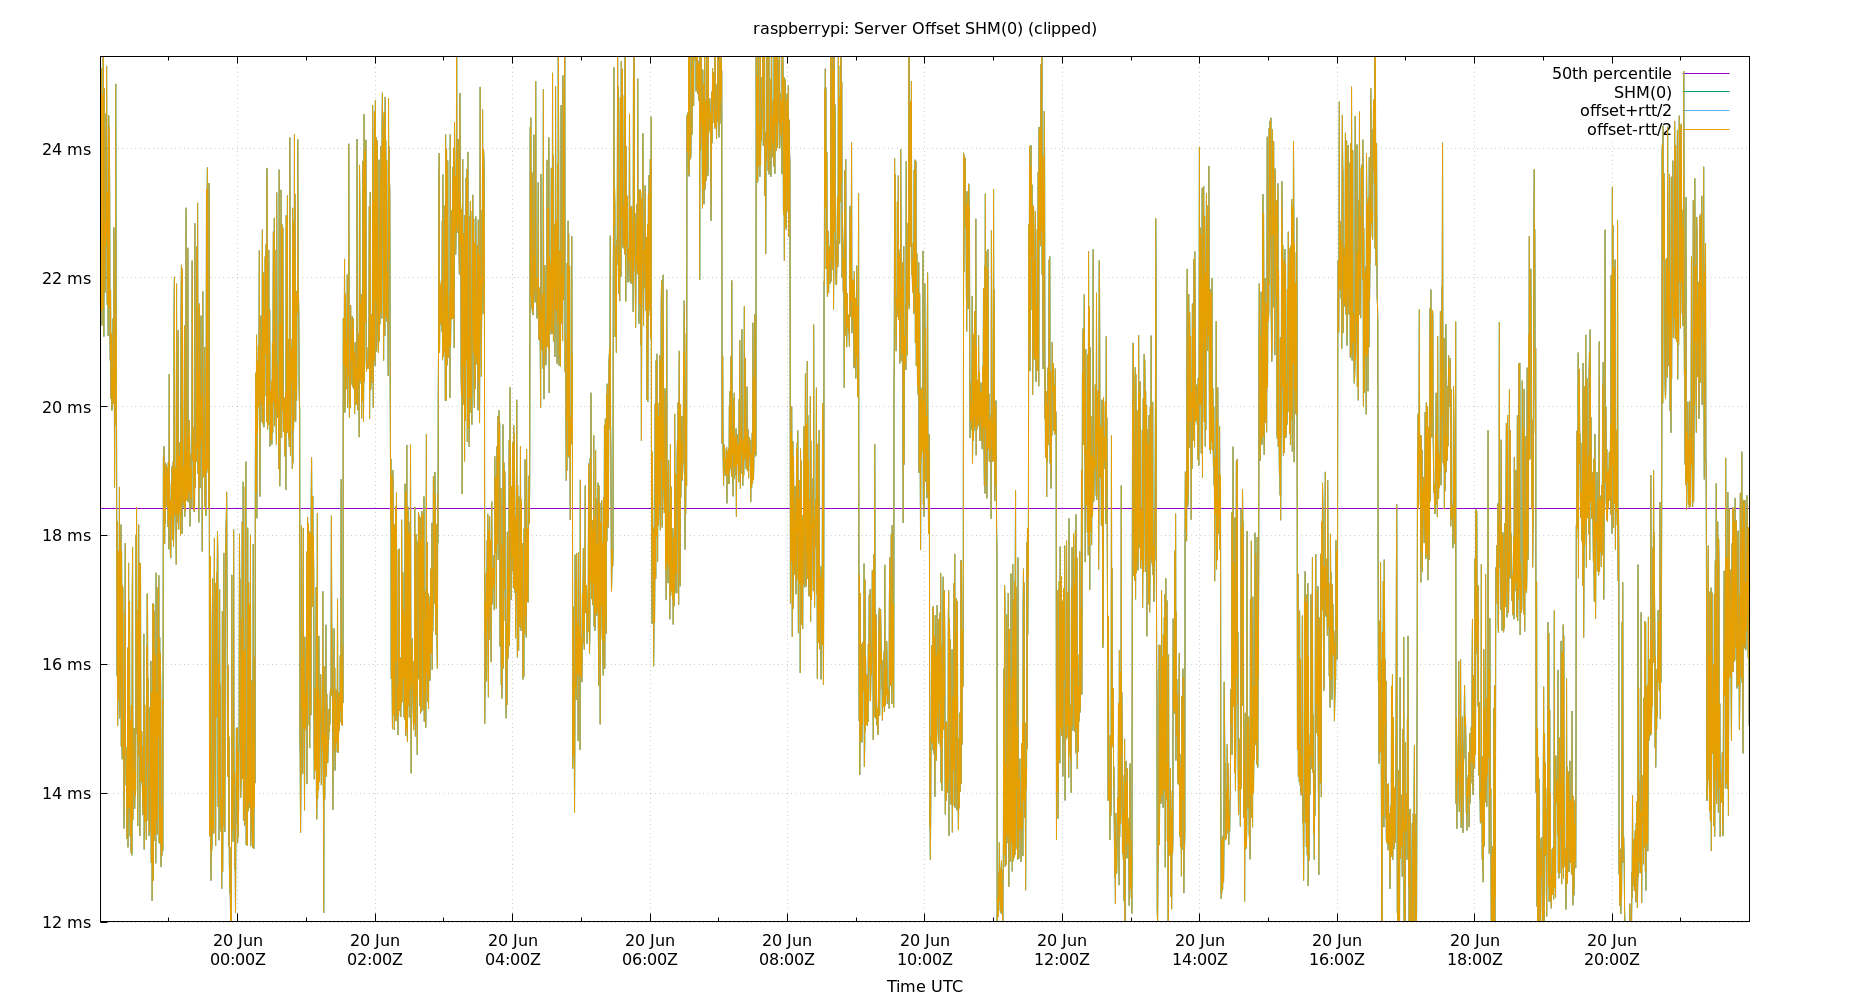 raspberrypi: Server Offset SHM(0) (clipped)
50th percentile
SHM(0)
offset+rtt/2
offset-rtt/2
24 ms
22 ms
20 ms
18 ms
16 ms
14 ms
12 ms
20 Jun 20 Jun 20 Jun 20 Jun 20 Jun 20 Jun 20 Jun 20 Jun 20 Jun 20 Jun 20 Jun
00:00Z 02:00Z 04:00Z 06:00Z 08:00Z 10:00Z 12:00Z 14:00Z 16:00Z 18:00Z 20:00Z
Time UTC